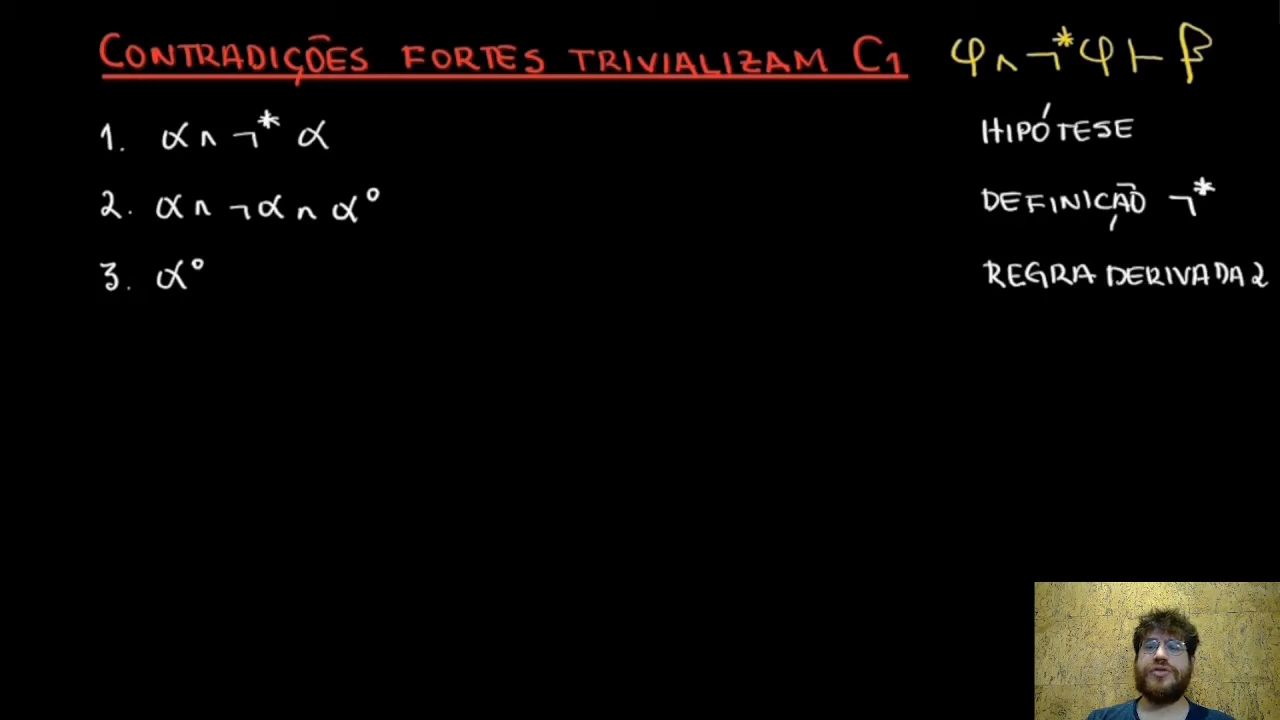 CONTRADIÇÕES FORTES TRIVIALIZAM C1 φ∧¬*φ⊢β
1. α∧¬*α HIPÓTESE
2. α∧¬α∧α° DEFINIÇÃO ¬*
3. α° REGRA DERIVADA 2